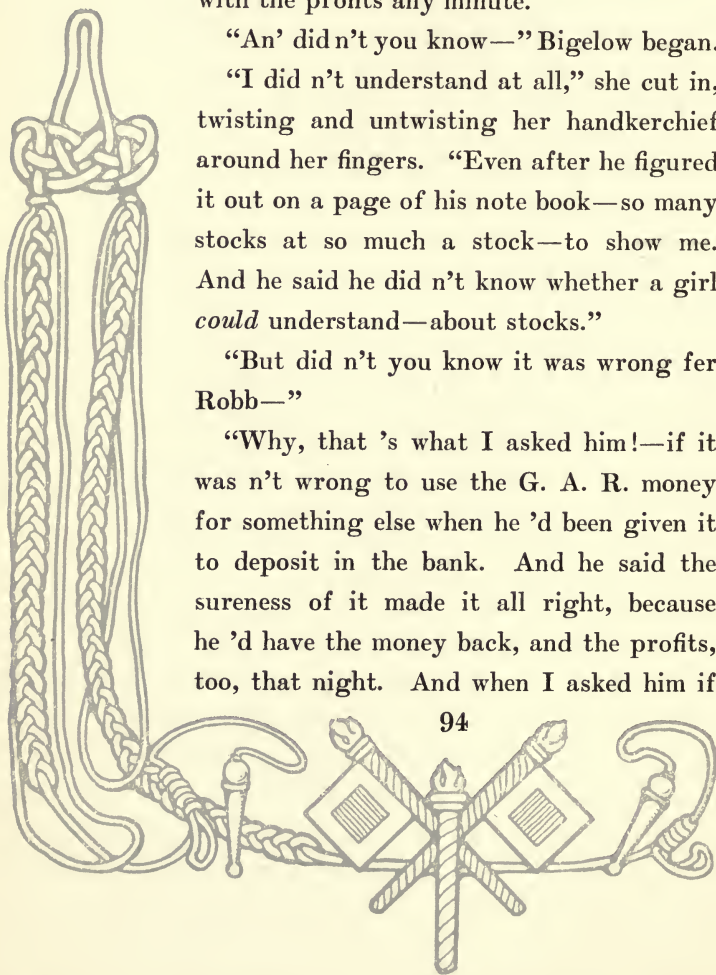 with the profits any minute.
“An' did n't you know—” Bigelow began.
“I did n't understand at all,” she cut in,
twisting and untwisting her handkerchief
around her fingers. “Even after he figured
it out on a page of his note book—so many
stocks at so much a stock—to show me.
And he said he did n't know whether a girl
could understand—about stocks.”
“But did n't you know it was wrong fer
Robb—”
“Why, that 's what I asked him!—if it
was n't wrong to use the G. A. R. money
for something else when he 'd been given it
to deposit in the bank. And he said the
sureness of it made it all right, because
he 'd have the money back, and the profits,
too, that night. And when I asked him if
94